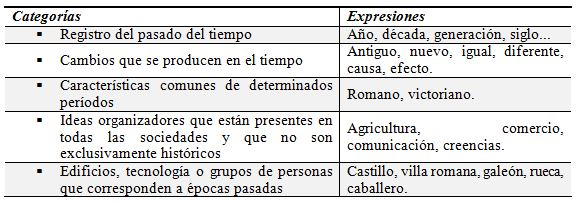 Categorías Expresiones
▪ Registro del pasado del tiempo Año, década, generación, siglo...
▪ Cambios que se producen en el tiempo Antiguo, nuevo, igual, diferente,
causa, efecto.
▪ Características comunes de determinados
períodos Romano, victoriano.
▪ Ideas organizadores que están presentes en
todas las sociedades y que no son
exclusivamente históricos Agricultura, comercio,
comunicación, creencias.
▪ Edificios, tecnología o grupos de personas
que corresponden a épocas pasadas Castillo, villa romana, galeón, rueca,
caballero.